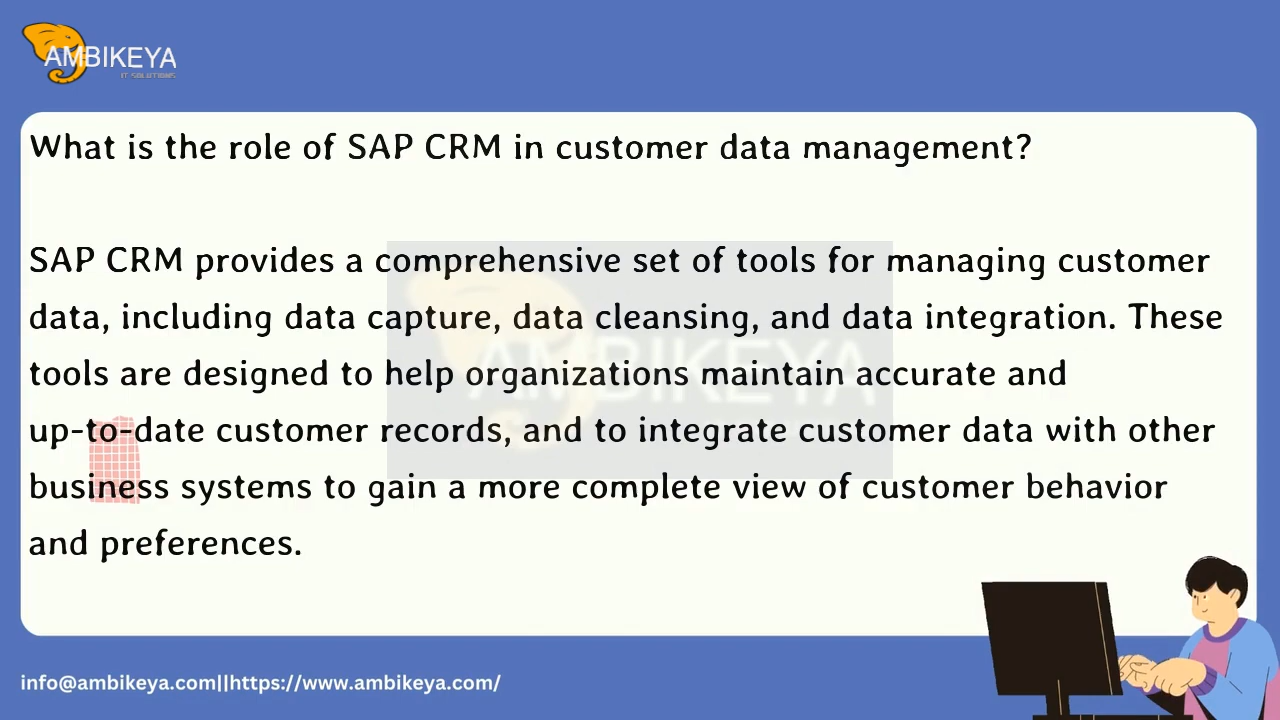 AMBIKEYA
IT SOLUTIONS
What is the role of SAP CRM in customer data management?
SAP CRM provides a comprehensive set of tools for managing customer
data, including data capture, data cleansing, and data integration. These
tools are designed to help organizations maintain accurate and
up-to-date customer records, and to integrate customer data with other
business systems to gain a more complete view of customer behavior
and preferences.
AMBIKEYA
info@ambikeya.com||https://www.ambikeya.com/